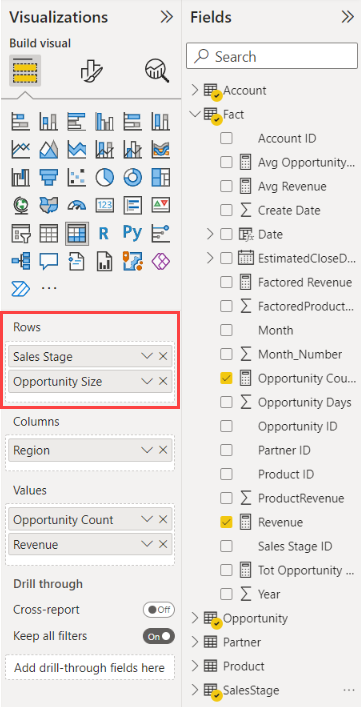 Visualizations
Build visual
123
R
Py
Rows
Sales Stage
Opportunity Size
Columns
Region
Values
Opportunity Count
Revenue
Drill through
Cross-report
Off
Keep all filters
On
Add drill-through fields here
Fields
Search
Account
Fact
Account ID
Avg Opportunity...
Avg Revenue
Create Date
Date
EstimatedCloseD...
Factored Revenue
FactoredProduct...
Month
Month_Number
Opportunity Cou...
Opportunity Days
Opportunity ID
Partner ID
Product ID
ProductRevenue
Revenue
Sales Stage ID
Tot Opportunity ...
Year
Opportunity
Partner
Product
SalesStage